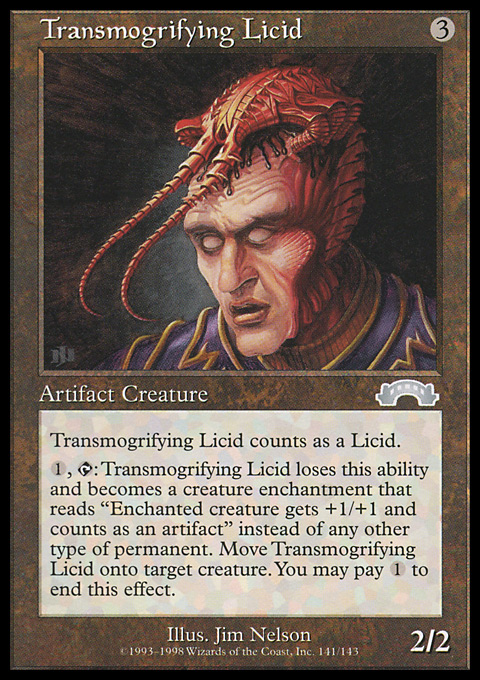 Transmogrifying Licid 3
Artifact Creature
Transmogrifying Licid counts as a Licid.
1, : Transmogrifying Licid loses this ability
and becomes a creature enchantment that
reads “Enchanted creature gets +1/+1 and
counts as an artifact” instead of any other
type of permanent. Move Transmogrifying
Licid onto target creature. You may pay 1 to
end this effect.
Illus. Jim Nelson
©1993–1998 Wizards of the Coast, Inc. 141/143
2/2